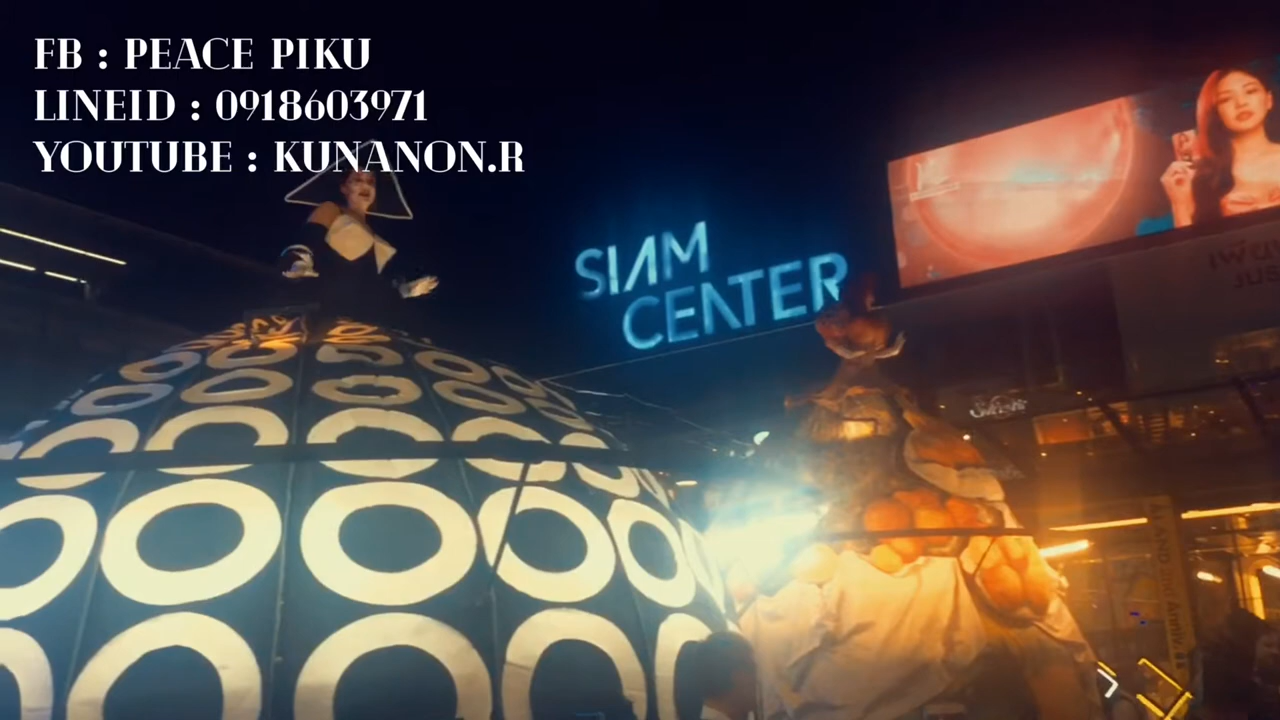 FB : PEACE PIKU
LINEID : 0918603971
YOUTUBE : KUNANON.R
SIAM
CENTER